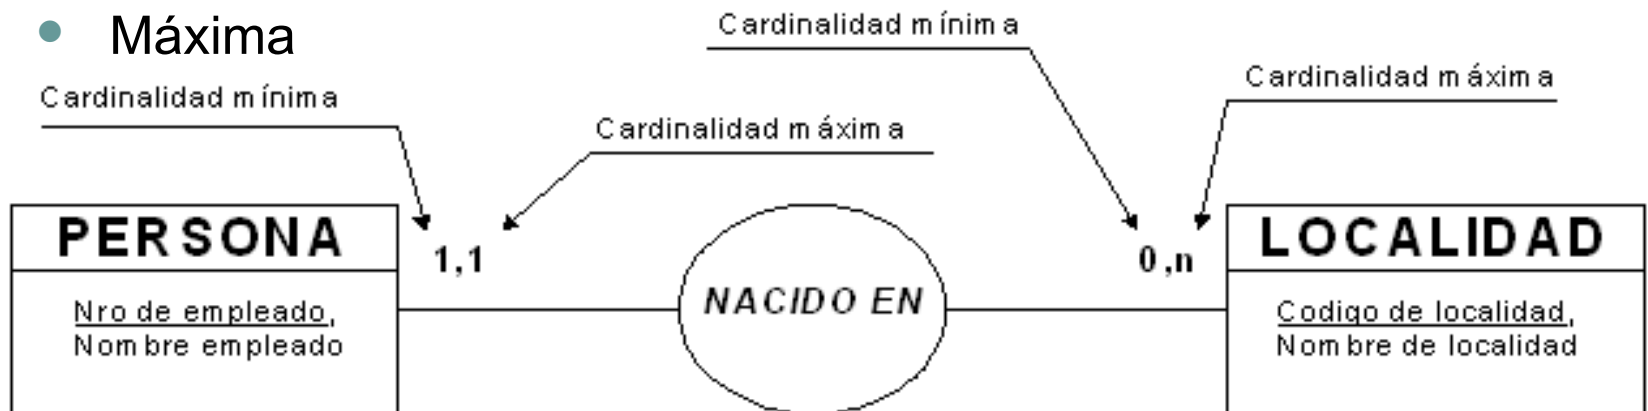 Máxima
Cardinalidad mínima
Cardinalidad máxima
Cardinalidad mínima
Cardinalidad máxima
PERSONA
1,1
0,n
LOCALIDAD
NACIDO EN
Nro de empleado,
Nombre empleado
Codigo de localidad,
Nombre de localidad